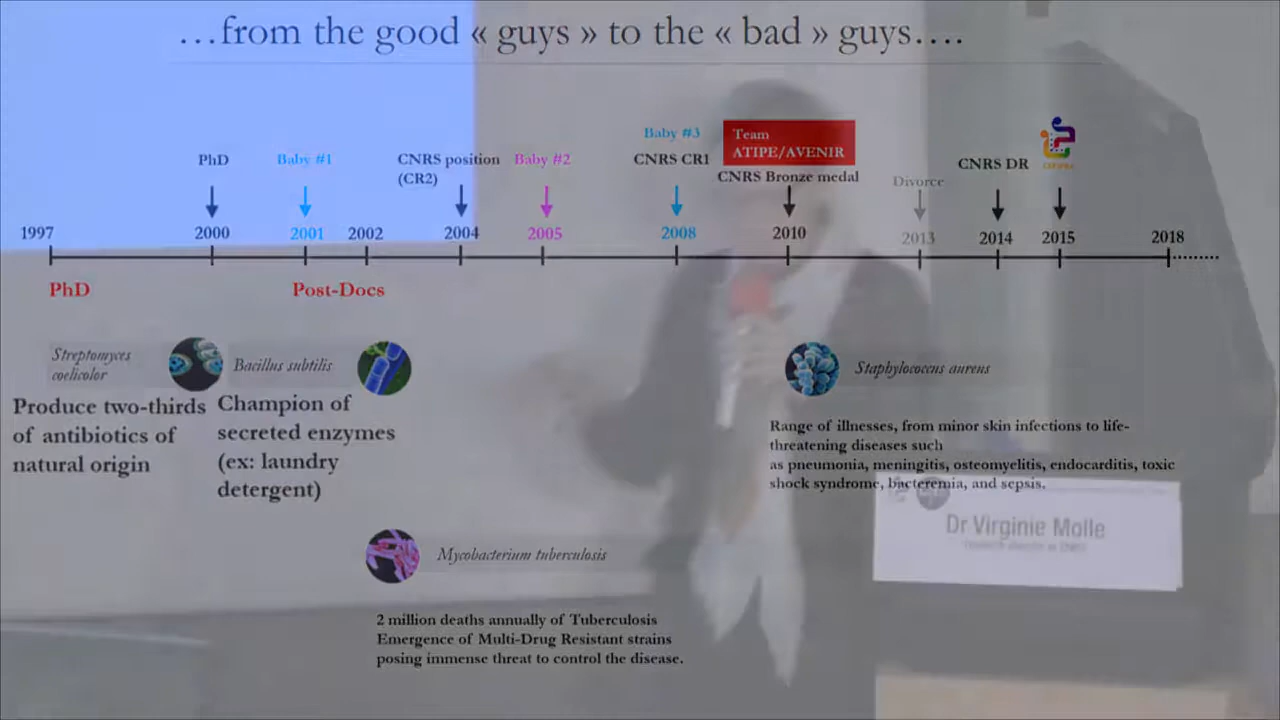 …from the good « guys » to the « bad » guys….
Baby #3
Team
ATIPE/AVENIR
PhD
Baby #1
CNRS position
(CR2)
Baby #2
CNRS CR1
CNRS Bronze medal
Divorce
CNRS DR
1997
2000
2001
2002
2004
2005
2008
2010
2013
2014
2015
2018
PhD
Post-Docs
Streptomyces
coelicolor
Bacillus subtilis
Staphylococcus aureus
Produce two-thirds
of antibiotics of
natural origin
Champion of
secreted enzymes
(ex: laundry
detergent)
Range of illnesses, from minor skin infections to life-
threatening diseases such
as pneumonia, meningitis, osteomyelitis, endocarditis, toxic
shock syndrome, bacteremia, and sepsis.
Dr Virginie Molle
Mycobacterium tuberculosis
2 million deaths annually of Tuberculosis
Emergence of Multi-Drug Resistant strains
posing immense threat to control the disease.